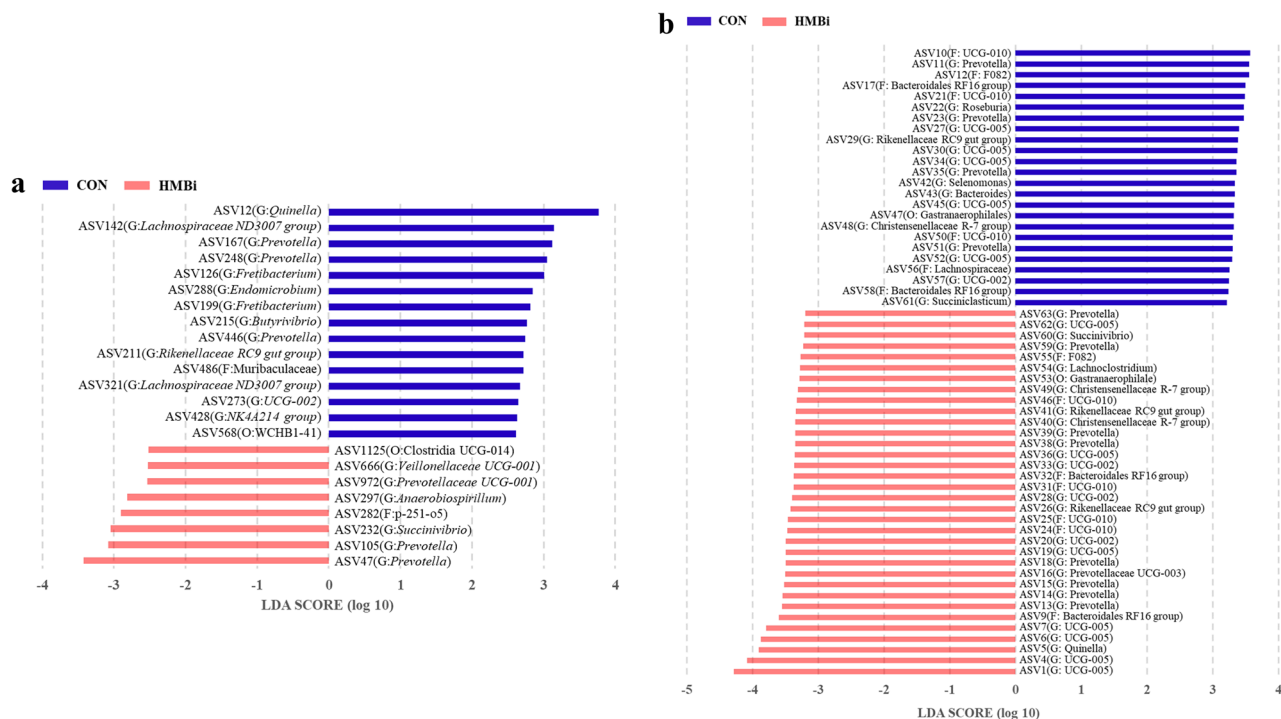 a
CON
HMBi
ASV12(G:Quinella)
ASV142(G:Lachnospiraceae ND3007 group)
ASV167(G:Prevotella)
ASV248(G:Prevotella)
ASV126(G:Fretibacterium)
ASV288(G:Endomicrobium)
ASV199(G:Fretibacterium)
ASV215(G:Butyrivibrio)
ASV446(G:Prevotella)
ASV211(G:Rikenellaceae RC9 gut group)
ASV486(F:Muribaculaceae)
ASV321(G:Lachnospiraceae ND3007 group)
ASV273(G:UCG-002)
ASV428(G:NK4A214 group)
ASV568(O:WCHB1-41)
ASV1125(O:Clostridia UCG-014)
ASV666(G:Veillonellaceae UCG-001)
ASV972(G:Prevotellaceae UCG-001)
ASV297(G:Anaerobiospirillum)
ASV282(F:p-251-o5)
ASV232(G:Succinivibrio)
ASV105(G:Prevotella)
ASV47(G:Prevotella)
-4 -3 -2 -1 0 1 2 3 4
LDA SCORE (log 10)
b
CON
HMBi
ASV10(F: UCG-010)
ASV11(G: Prevotella)
ASV12(F: F082)
ASV17(F: Bacteroidales RF16 group)
ASV21(F: UCG-010)
ASV22(G: Roseburia)
ASV23(G: Prevotella)
ASV27(G: UCG-005)
ASV29(G: Rikenellaceae RC9 gut group)
ASV30(G: UCG-005)
ASV34(G: UCG-005)
ASV35(G: Prevotella)
ASV42(G: Selenomonas)
ASV43(G: Bacteroides)
ASV45(G: UCG-005)
ASV47(O: Gastranaerophilales)
ASV48(G: Christensenellaceae R-7 group)
ASV50(F: UCG-010)
ASV51(G: Prevotella)
ASV52(G: UCG-005)
ASV56(F: Lachnospiraceae)
ASV57(G: UCG-002)
ASV58(F: Bacteroidales RF16 group)
ASV61(G: Succiniclasticum)
ASV63(G: Prevotella)
ASV62(G: UCG-005)
ASV60(G: Succinivibrio)
ASV59(G: Prevotella)
ASV55(F: F082)
ASV54(G: Lachnoclostridium)
ASV53(O: Gastranaerophilale)
ASV49(G: Christensenellaceae R-7 group)
ASV46(F: UCG-010)
ASV41(G: Rikenellaceae RC9 gut group)
ASV40(G: Christensenellaceae R-7 group)
ASV39(G: Prevotella)
ASV38(G: Prevotella)
ASV36(G: UCG-005)
ASV33(G: UCG-002)
ASV32(F: Bacteroidales RF16 group)
ASV31(F: UCG-010)
ASV28(G: UCG-002)
ASV26(G: Rikenellaceae RC9 gut group)
ASV25(F: UCG-010)
ASV24(F: UCG-010)
ASV20(G: UCG-002)
ASV19(G: UCG-005)
ASV18(G: Prevotella)
ASV16(G: Prevotellaceae UCG-003)
ASV15(G: Prevotella)
ASV14(G: Prevotella)
ASV13(G: Prevotella)
ASV9(F: Bacteroidales RF16 group)
ASV7(G: UCG-005)
ASV6(G: UCG-005)
ASV5(G: Quinella)
ASV4(G: UCG-005)
ASV1(G: UCG-005)
-5 -4 -3 -2 -1 0 1 2 3 4
LDA SCORE (log 10)